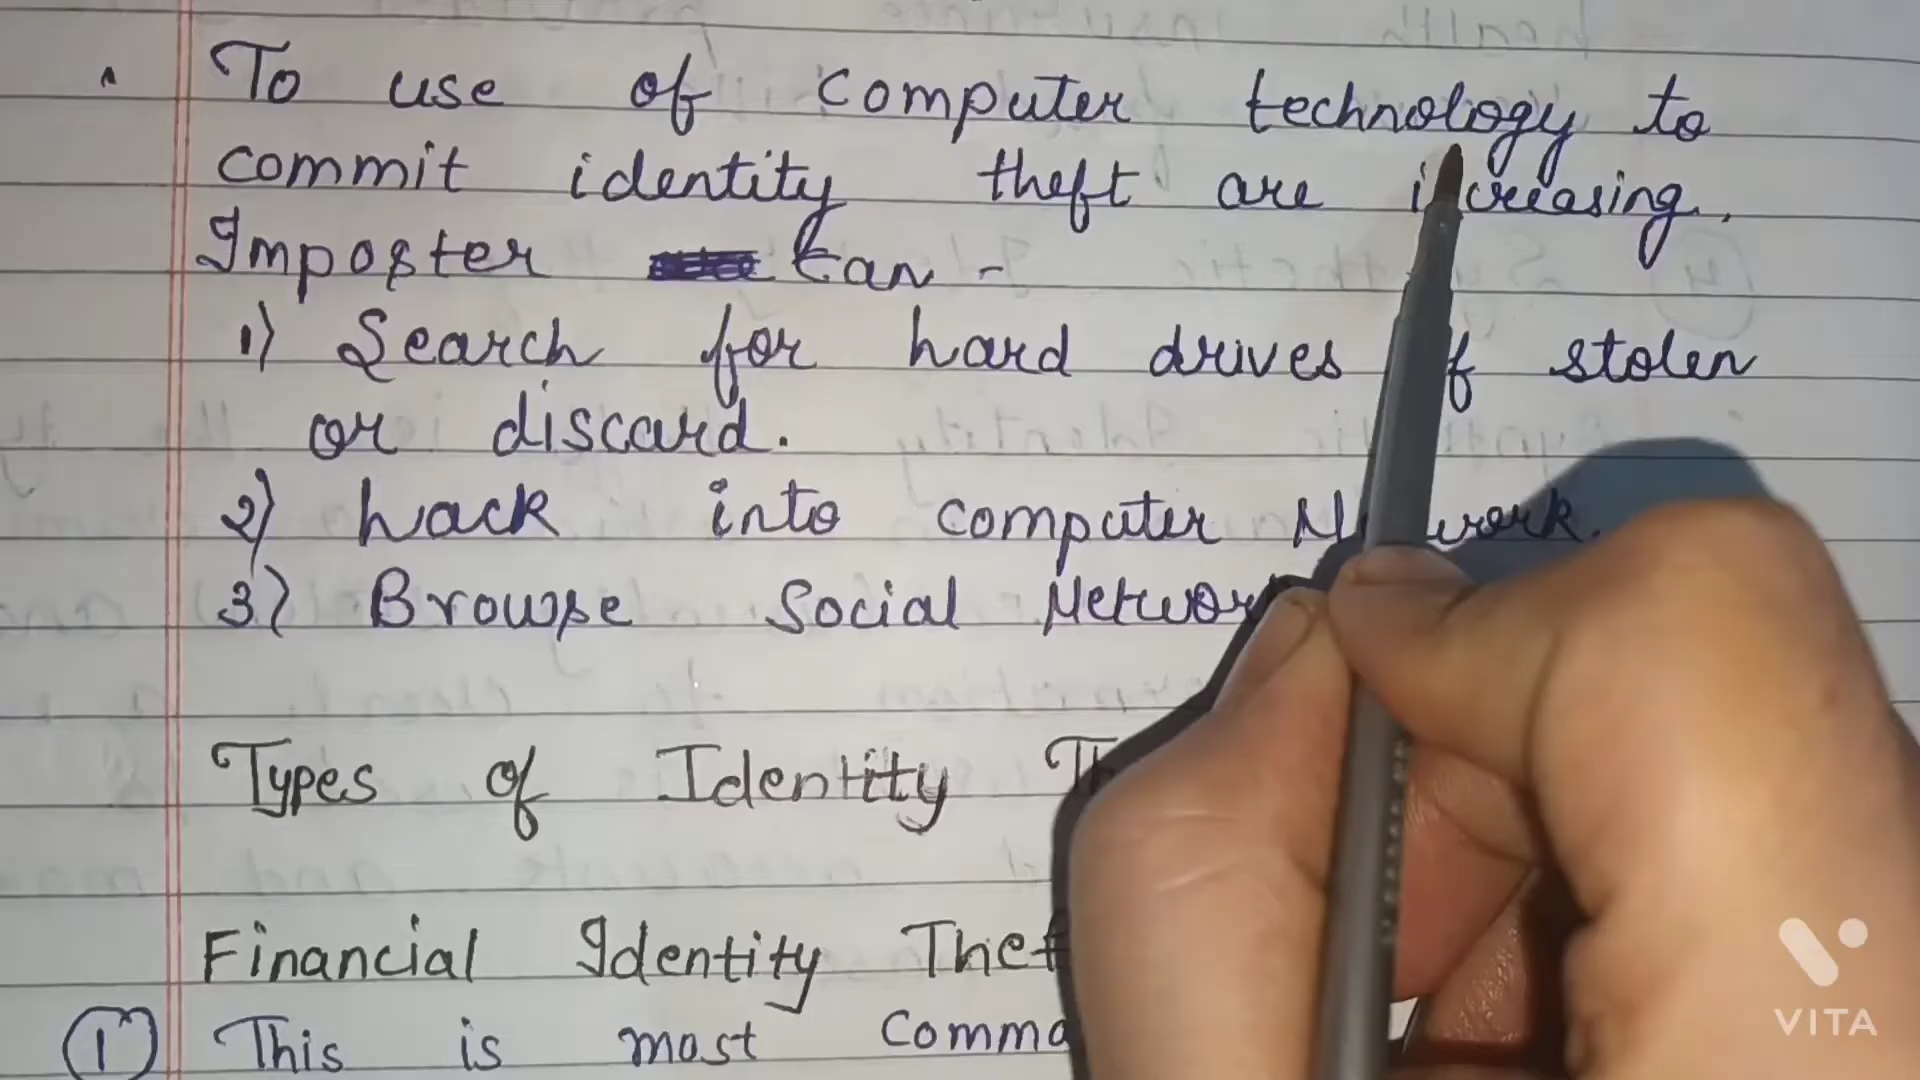 To use of computer technology to
commit identity theft are increasing.
Imposter can -
1) Search for hard drives of stolen
or discard.
2) hack into computer Network.
3) Browse Social
Types of Identity
Financial Identity
1 This is most
VITA